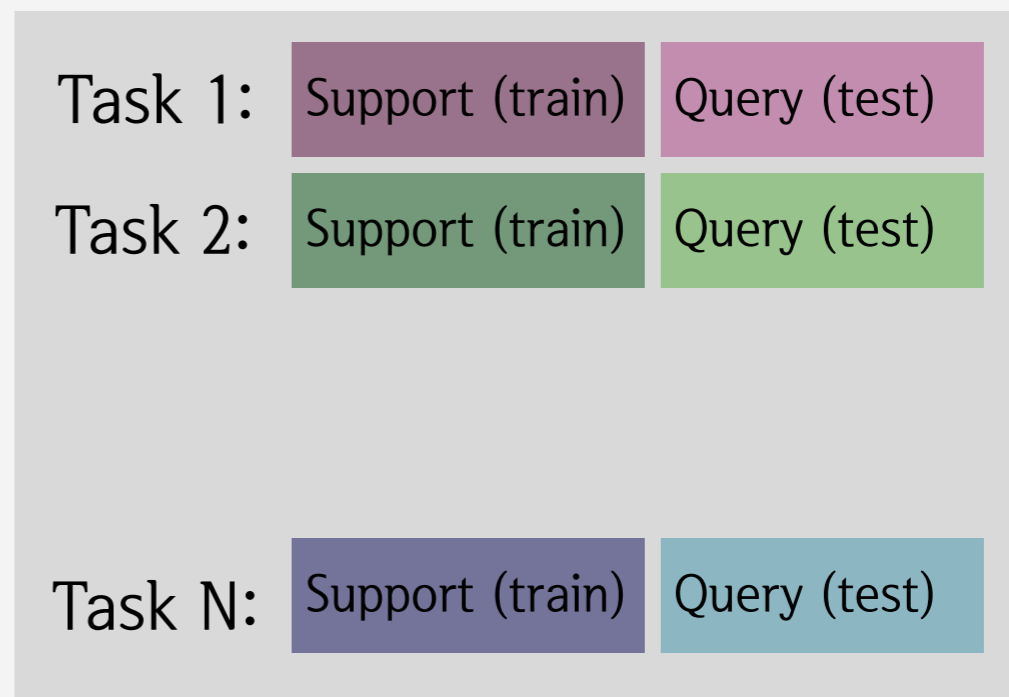 Task 1: Support (train) Query (test)
Task 2: Support (train) Query (test)
Task N: Support (train) Query (test)